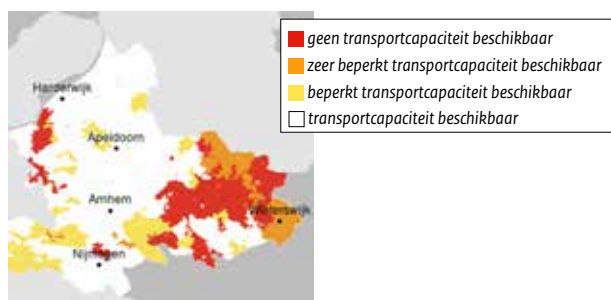 geen transportcapaciteit beschikbaar
zeer beperkt transportcapaciteit beschikbaar
beperkt transportcapaciteit beschikbaar
transportcapaciteit beschikbaar
Harderwijk
Apeldoorn
Arnhem
Winterswijk
Nijmegen